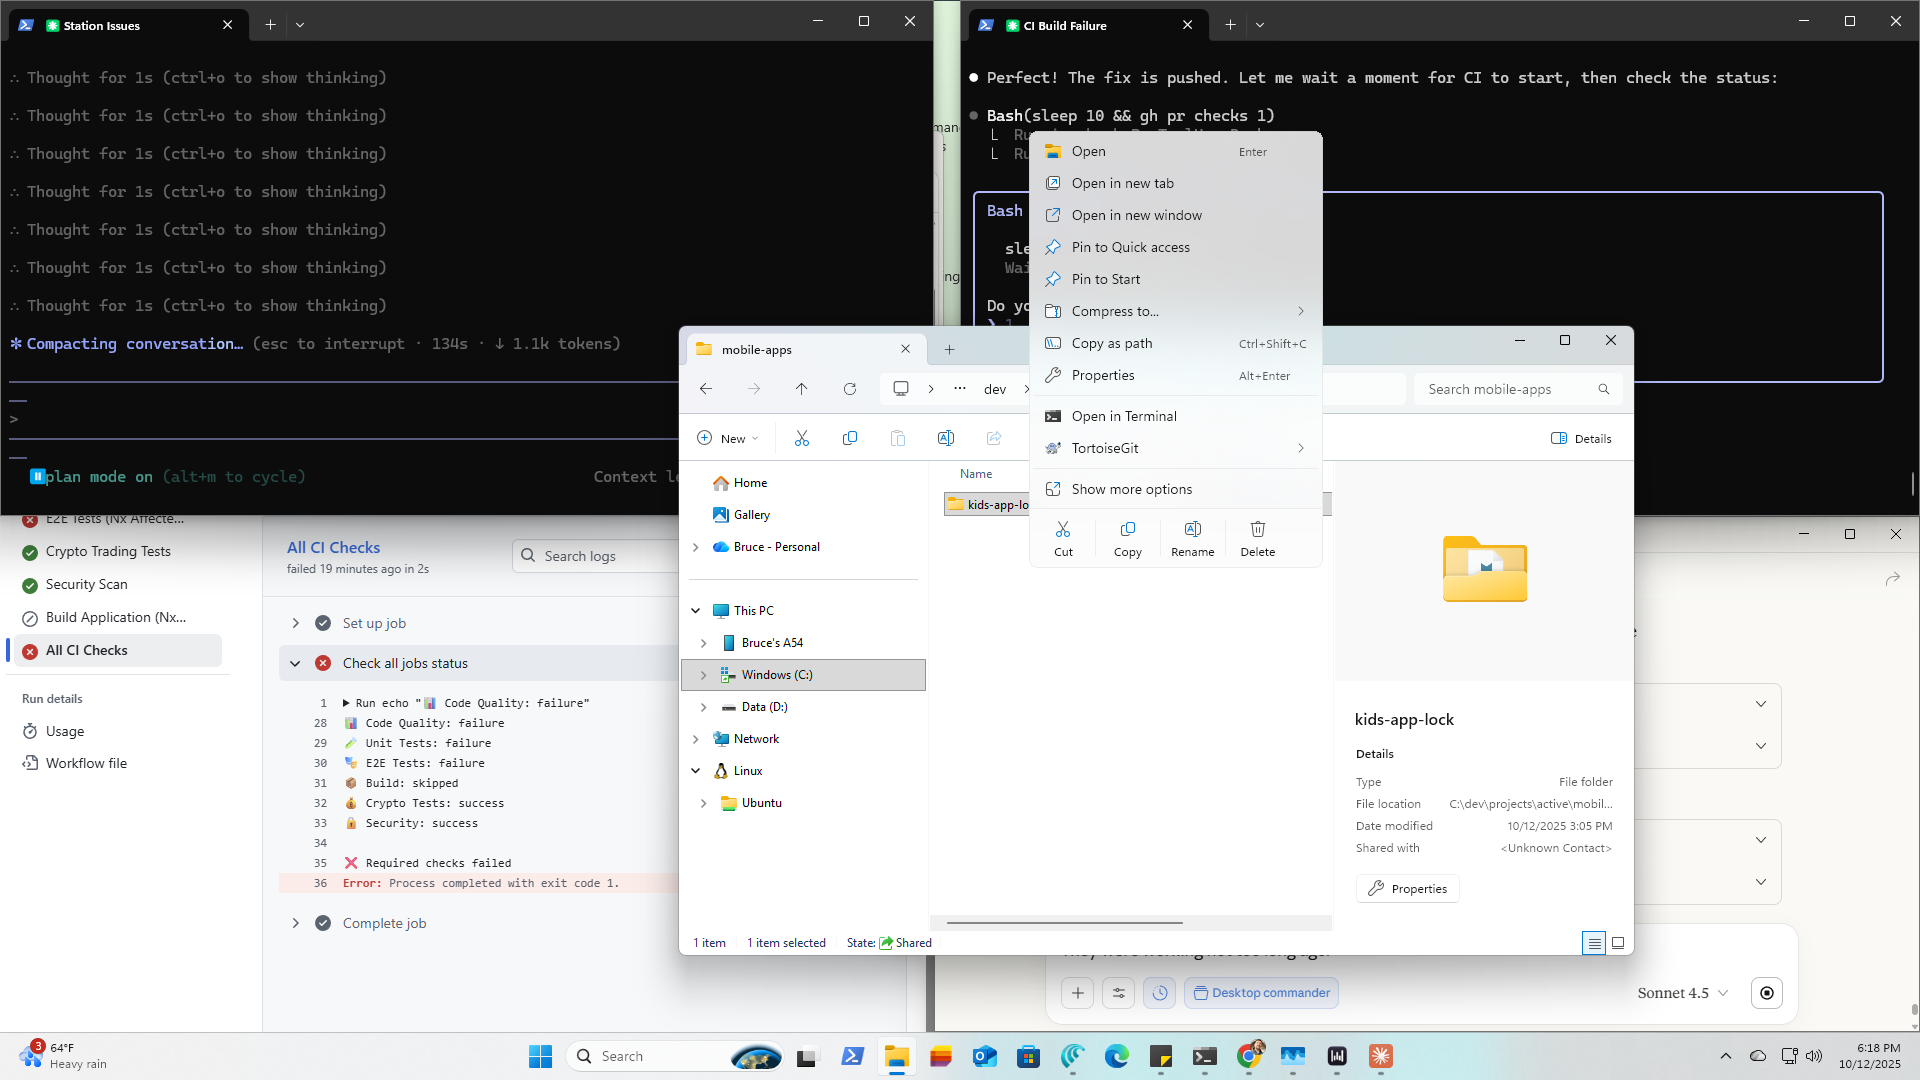 Station Issues
∴ Thought for 1s (ctrl+o to show thinking)
∴ Thought for 1s (ctrl+o to show thinking)
∴ Thought for 1s (ctrl+o to show thinking)
∴ Thought for 1s (ctrl+o to show thinking)
∴ Thought for 1s (ctrl+o to show thinking)
∴ Thought for 1s (ctrl+o to show thinking)
∴ Thought for 1s (ctrl+o to show thinking)
✻ Compacting conversation… (esc to interrupt · 134s · ↓ 1.1k tokens)
>
plan mode on (alt+m to cycle)
Context
CI Build Failure
● Perfect! The fix is pushed. Let me wait a moment for CI to start, then check the status:
● Bash(sleep 10 && gh pr checks 1)
Bash
Open Enter
Open in new tab
Open in new window
Pin to Quick access
Pin to Start
Compress to...
Copy as path Ctrl+Shift+C
Properties Alt+Enter
Open in Terminal
TortoiseGit
Show more options
Cut Copy Rename Delete
mobile-apps
dev
Search mobile-apps
New
Details
Name
kids-app-lo
Home
Gallery
Bruce - Personal
This PC
Bruce's A54
Windows (C:)
Data (D:)
Network
Linux
Ubuntu
kids-app-lock
Details
Type File folder
File location C:\dev\projects\active\mobil...
Date modified 10/12/2025 3:05 PM
Shared with <Unknown Contact>
Properties
1 item 1 item selected State: Shared
E2E Tests (Nx Affecte...
Crypto Trading Tests
Security Scan
Build Application (Nx...
All CI Checks
Run details
Usage
Workflow file
All CI Checks
failed 19 minutes ago in 2s
Search logs
Set up job
Check all jobs status
1 Run echo "📊 Code Quality: failure"
28 📊 Code Quality: failure
29 🧪 Unit Tests: failure
30 🎭 E2E Tests: failure
31 📦 Build: skipped
32 💰 Crypto Tests: success
33 🔒 Security: success
34
35 ❌ Required checks failed
36 Error: Process completed with exit code 1.
Complete job
Desktop commander
Sonnet 4.5
3
64°F
Heavy rain
Search
6:18 PM
10/12/2025